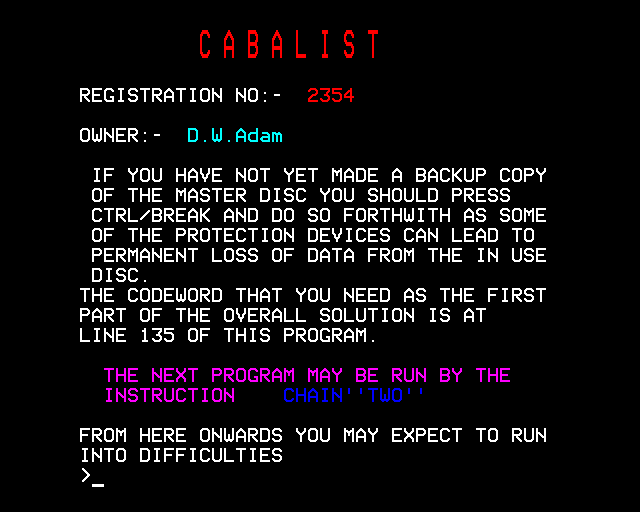 CABALIST
REGISTRATION NO:- 2354
OWNER:- D.W.Adam
IF YOU HAVE NOT YET MADE A BACKUP COPY
OF THE MASTER DISC YOU SHOULD PRESS
CTRL/BREAK AND DO SO FORTHWITH AS SOME
OF THE PROTECTION DEVICES CAN LEAD TO
PERMANENT LOSS OF DATA FROM THE IN USE
DISC.
THE CODEWORD THAT YOU NEED AS THE FIRST
PART OF THE OVERALL SOLUTION IS AT
LINE 135 OF THIS PROGRAM.
THE NEXT PROGRAM MAY BE RUN BY THE
INSTRUCTION CHAIN''TWO''
FROM HERE ONWARDS YOU MAY EXPECT TO RUN
INTO DIFFICULTIES
>_